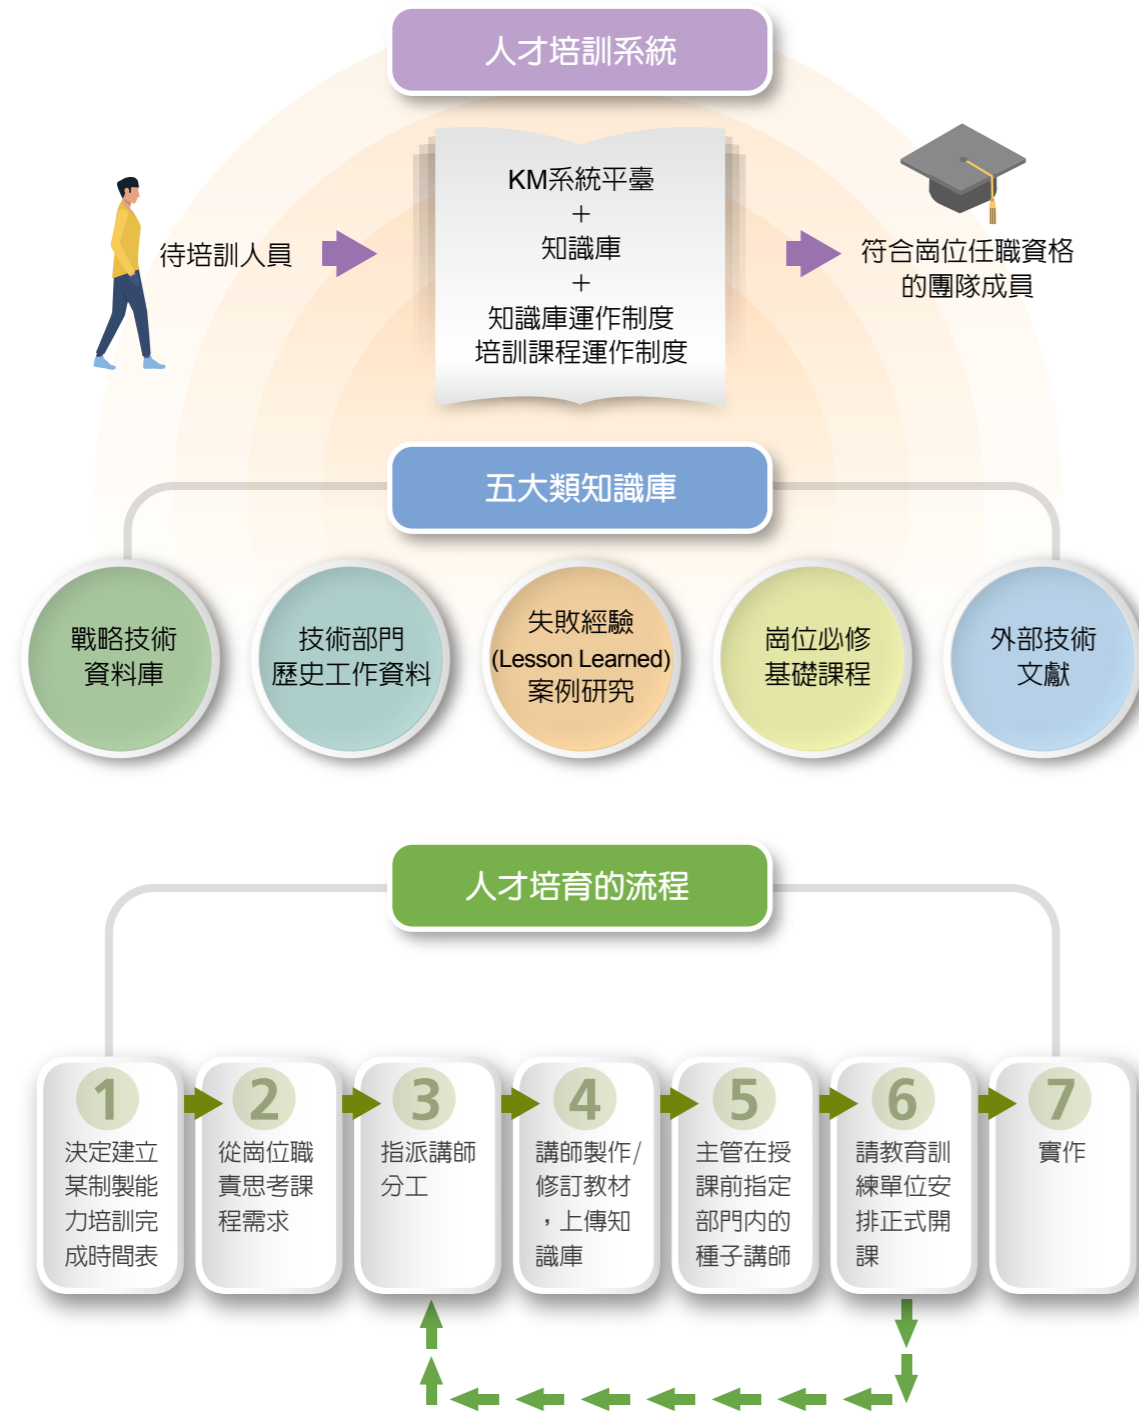 人才培訓系統
KM系統平臺
+
知識庫
+
知識庫運作制度
培訓課程運作制度
待培訓人員
符合崗位任職資格
的團隊成員
五大類知識庫
戰略技術
資料庫
技術部門
歷史工作資料
失敗經驗
(Lesson Learned)
案例研究
崗位必修
基礎課程
外部技術
文獻
人才培育的流程
1
決定建立
某制製能
力培訓完
成時間表
2
從崗位職
責思考課
程需求
3
指派講師
分工
4
講師製作/
修訂教材
，上傳知
識庫
5
主管在授
課前指定
部門內的
種子講師
6
請教育訓
練單位安
排正式開
課
7
實作